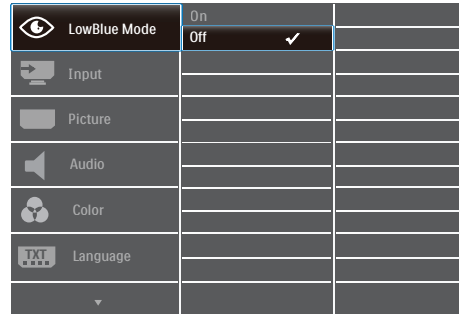 LowBlue Mode
On
Off
Input
Picture
Audio
Color
TXT
Language